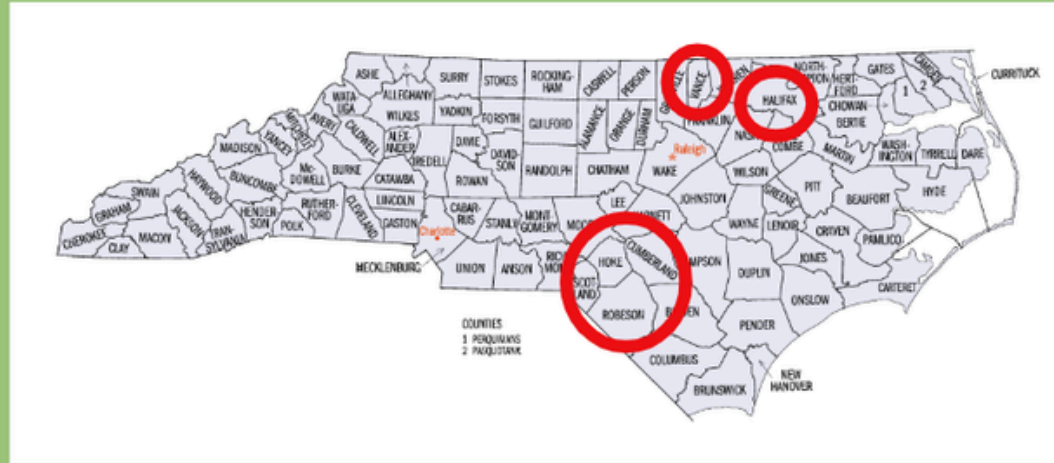 ASHE
SURRY
STOKES
ROCKING-
HAM
CASWELL
PERSON
VANCE
NORTH-
HERT-
FORD
GATES
CAMDEN
CURRITUCK
1
2
WATA-
UGA
ALLEGHANY
WILKES
YADKIN
FORSYTH
GUILFORD
ALAMANCE
ORANGE
DURHAM
FRANKLIN
HALIFAX
CHOWAN
BERTIE
MITCHELL
AVERY
CALDWELL
ALEX-
ANDER
IREDELL
DAVIE
DAVID-
SON
RANDOLPH
CHATHAM
Raleigh
WAKE
NASH
COMBE
MARTIN
WASH-
INGTON
TYRRELL
DARE
MADISON
YANCEY
Mc-
DOWELL
BURKE
CATAWBA
ROWAN
WILSON
PITT
BEAUFORT
HYDE
SWAIN
HAYWOOD
BUNCOMBE
RUTHER-
FORD
CLEVELAND
LINCOLN
GASTON
CABAR-
RUS
STANLY
MONT-
GOMERY
LEE
JOHNSTON
WAYNE
GREENE
LENOIR
CRAVEN
PAMLICO
GRAHAM
CHEROKEE
CLAY
MACON
JACKSON
TRAN-
SYLVANIA
HENDER-
SON
POLK
Charlotte
MECKLENBURG
UNION
ANSON
SCOT-
LAND
HOKE
CUMBERLAND
DUPLIN
JONES
CARTERET
ONSLOW
ROBESON
PENDER
COLUMBUS
BRUNSWICK
NEW
HANOVER
COUNTIES
1 PERQUIMANS
2 PASQUOTANK